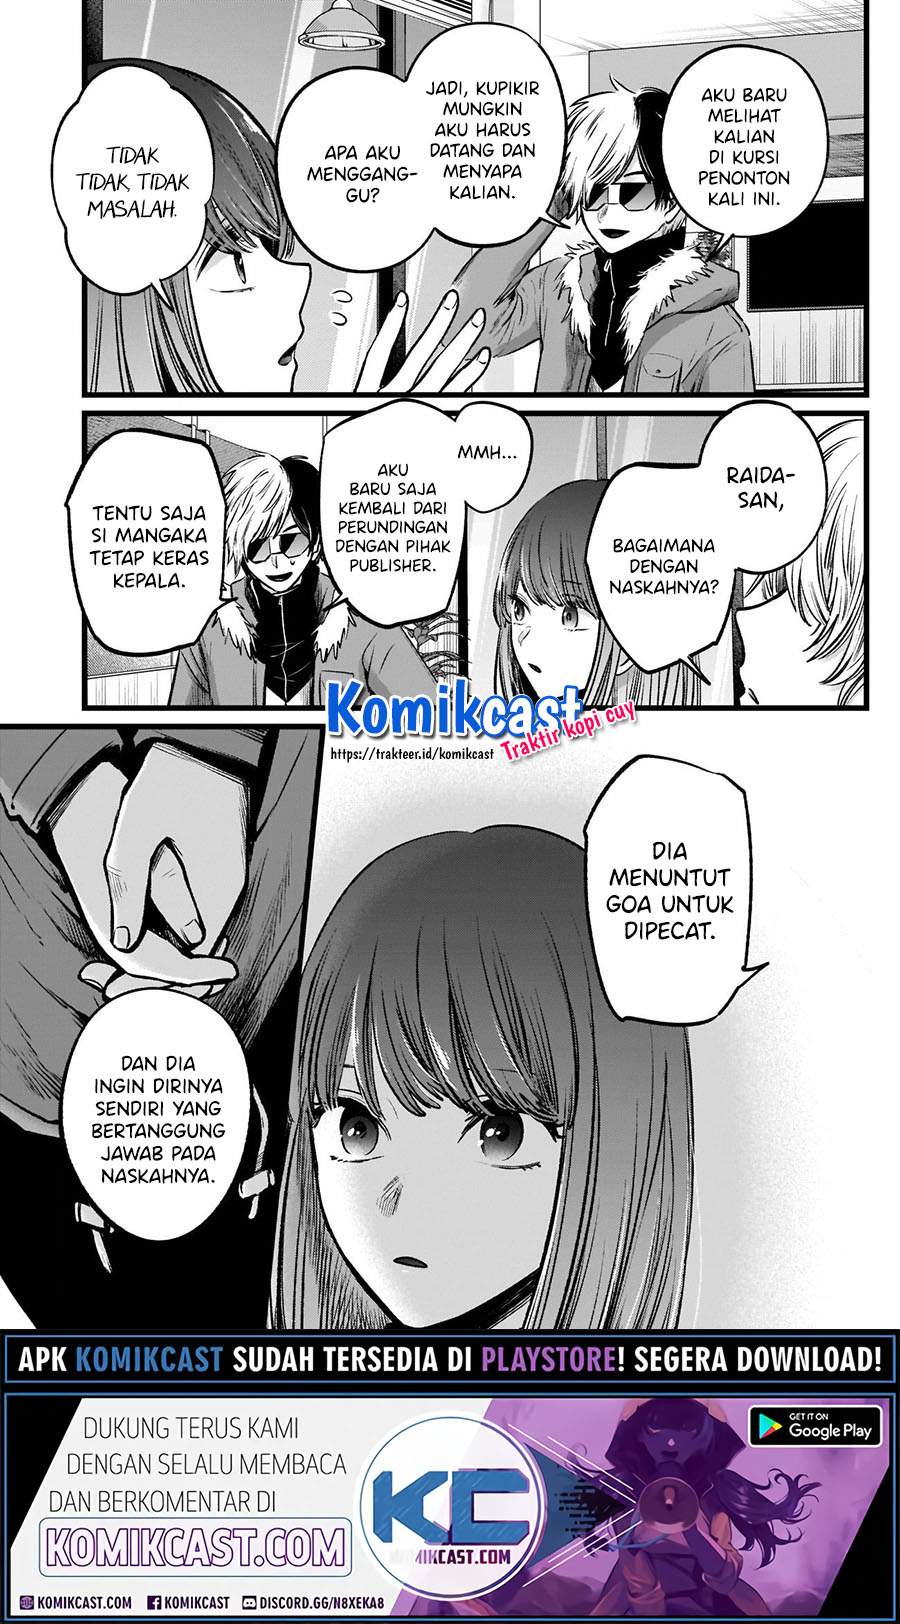 AKU BARU
MELIHAT
KALIAN
DI KURSI
PENONTON
KALI INI.
JADI, KUPIKIR
MUNGKIN
AKU HARUS
DATANG DAN
MENYAPA
KALIAN.
APA AKU
MENGGANG-
GU?
TIDAK
TIDAK, TIDAK
MASALAH.
RAIDA-
SAN,
BAGAIMANA
DENGAN
NASKAHNYA?
MMH...
AKU
BARU SAJA
KEMBALI DARI
PERUNDINGAN
DENGAN PIHAK
PUBLISHER.
TENTU SAJA
SI MANGAKA
TETAP KERAS
KEPALA.
Komikcast
https://trakteer.id/komikcast
Traktir kopi cuy
DIA
MENUNTUT
GOA UNTUK
DIPECAT.
DAN DIA
INGIN DIRINYA
SENDIRI YANG
BERTANGGUNG
JAWAB PADA
NASKAHNYA.
APK KOMIKCAST SUDAH TERSEDIA DI PLAYSTORE! SEGERA DOWNLOAD!
DUKUNG TERUS KAMI
DENGAN SELALU MEMBACA
DAN BERKOMENTAR DI
KOMIKCAST.COM
KC
KOMIKCAST.COM
GET IT ON
Google Play
KOMIKCAST.COM
KOMIKCAST
DISCORD.GG/N8XEKA8